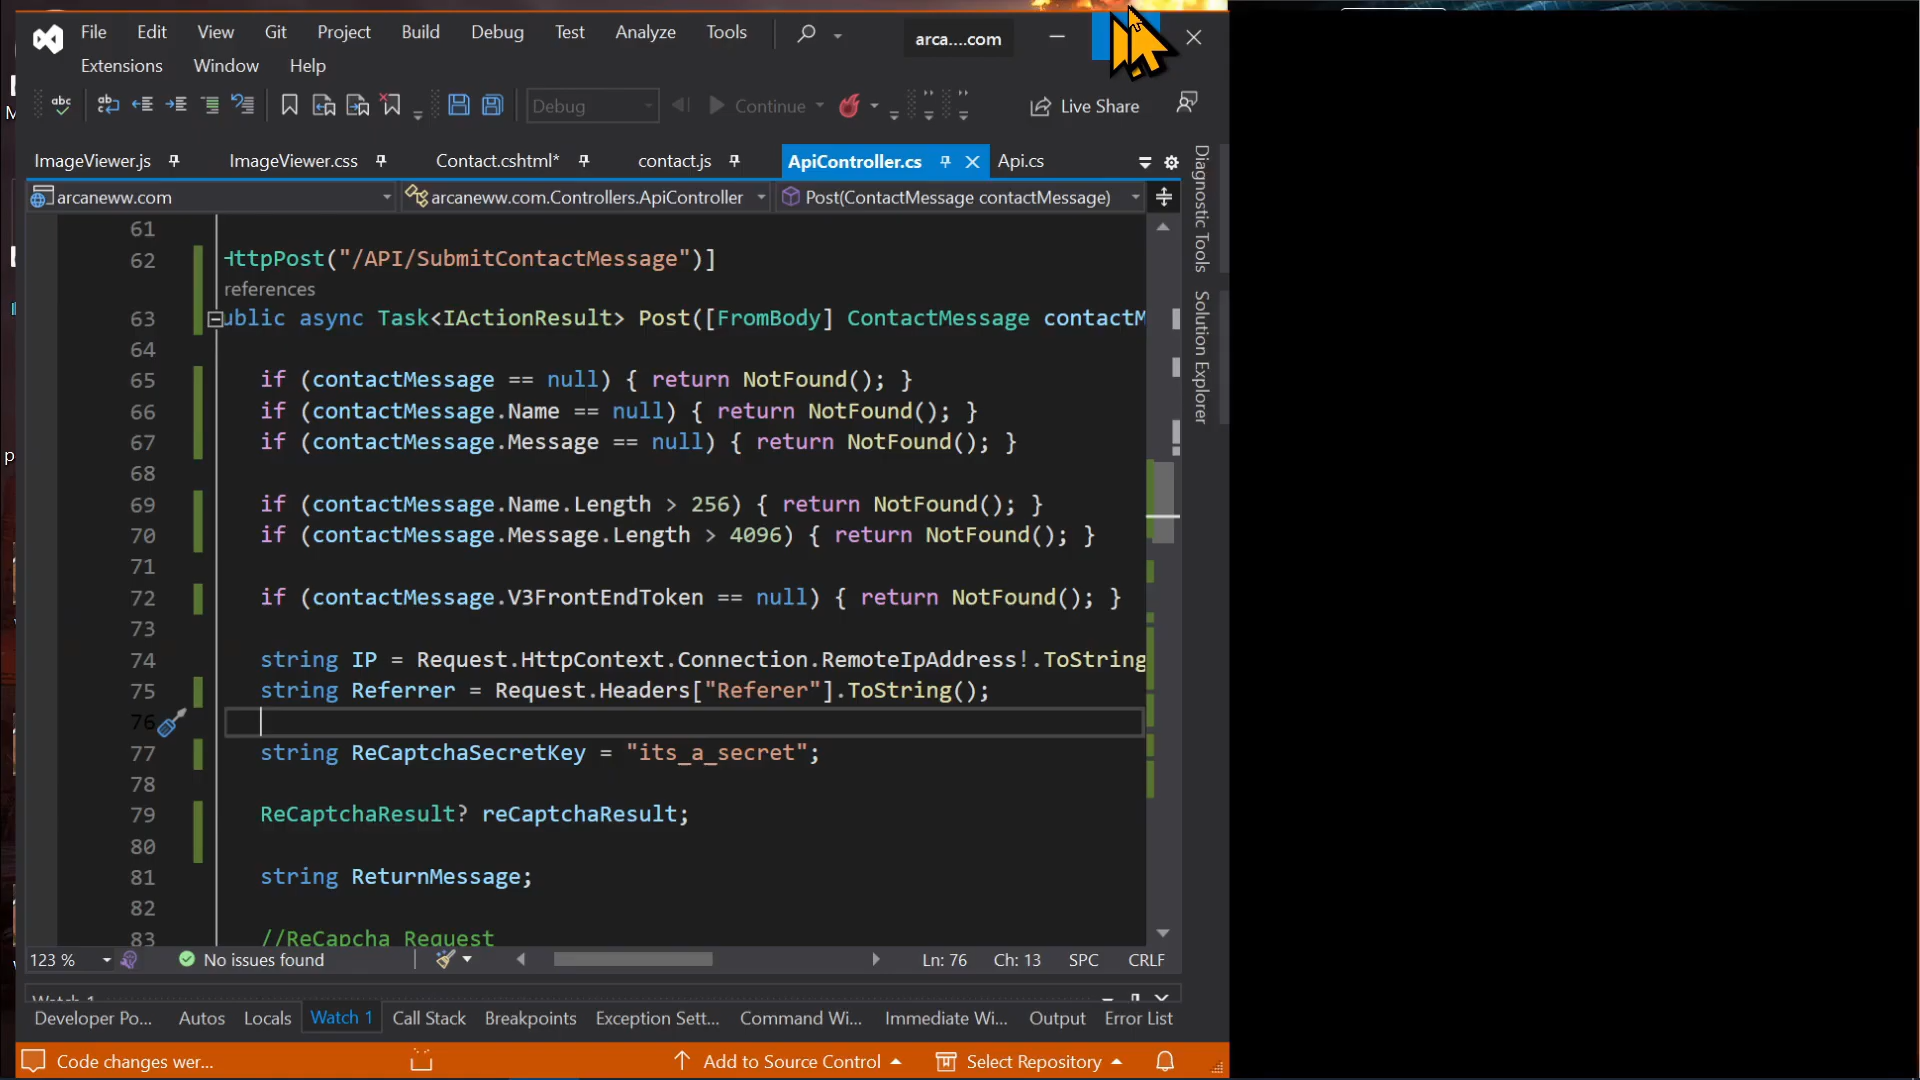 File Edit View Git Project Build Debug Test Analyze Tools arca....com
Extensions Window Help
abc Debug Continue Live Share
ImageViewer.js ImageViewer.css Contact.cshtml* contact.js ApiController.cs Api.cs
arcaneww.com arcaneww.com.Controllers.ApiController Post(ContactMessage contactMessage)
Diagnostic Tools
Solution Explorer
61
62 HttpPost("/API/SubmitContactMessage")]
references
63 ublic async Task<IActionResult> Post([FromBody] ContactMessage contactM
64
65 if (contactMessage == null) { return NotFound(); }
66 if (contactMessage.Name == null) { return NotFound(); }
67 if (contactMessage.Message == null) { return NotFound(); }
68
69 if (contactMessage.Name.Length > 256) { return NotFound(); }
70 if (contactMessage.Message.Length > 4096) { return NotFound(); }
71
72 if (contactMessage.V3FrontEndToken == null) { return NotFound(); }
73
74 string IP = Request.HttpContext.Connection.RemoteIpAddress!.ToString
75 string Referrer = Request.Headers["Referer"].ToString();
76
77 string ReCaptchaSecretKey = "its_a_secret";
78
79 ReCaptchaResult? reCaptchaResult;
80
81 string ReturnMessage;
82
83 //ReCapcha Request
123 % No issues found Ln: 76 Ch: 13 SPC CRLF
Watch 1
Developer Po... Autos Locals Watch 1 Call Stack Breakpoints Exception Sett... Command Wi... Immediate Wi... Output Error List
Code changes wer... Add to Source Control Select Repository